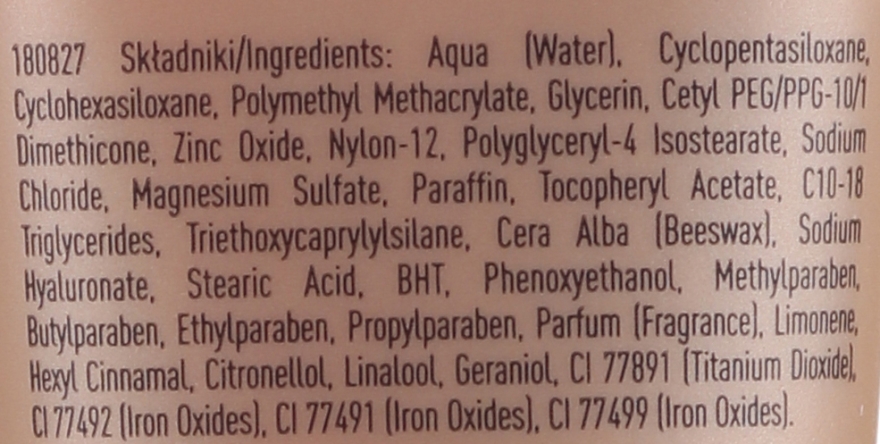 180827 Składniki/Ingredients: Aqua (Water), Cyclopentasiloxane,
Cyclohexasiloxane, Polymethyl Methacrylate, Glycerin, Cetyl PEG/PPG-10/1
Dimethicone, Zinc Oxide, Nylon-12, Polyglyceryl-4 Isostearate, Sodium
Chloride, Magnesium Sulfate, Paraffin, Tocopheryl Acetate, C10-18
Triglycerides, Triethoxycaprylylsilane, Cera Alba (Beeswax), Sodium
Hyaluronate, Stearic Acid, BHT, Phenoxyethanol, Methylparaben,
Butylparaben, Ethylparaben, Propylparaben, Parfum (Fragrance), Limonene,
Hexyl Cinnamal, Citronellol, Linalool, Geraniol, CI 77891 (Titanium Dioxide),
CI 77492 (Iron Oxides), CI 77491 (Iron Oxides), CI 77499 (Iron Oxides).